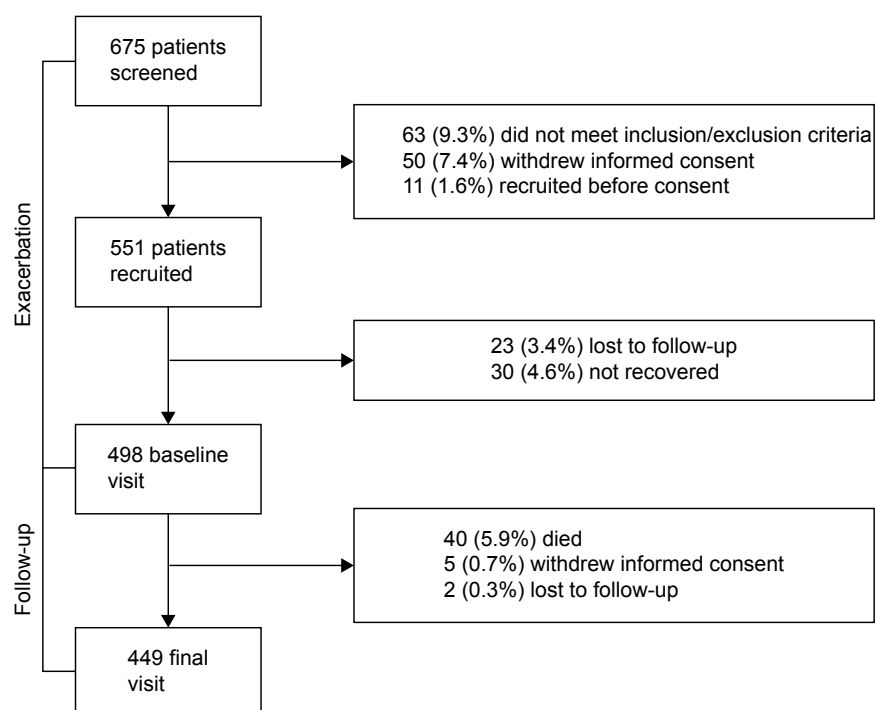 675 patients
screened
63 (9.3%) did not meet inclusion/exclusion criteria
50 (7.4%) withdrew informed consent
11 (1.6%) recruited before consent
Exacerbation
551 patients
recruited
23 (3.4%) lost to follow-up
30 (4.6%) not recovered
498 baseline
visit
Follow-up
40 (5.9%) died
5 (0.7%) withdrew informed consent
2 (0.3%) lost to follow-up
449 final
visit